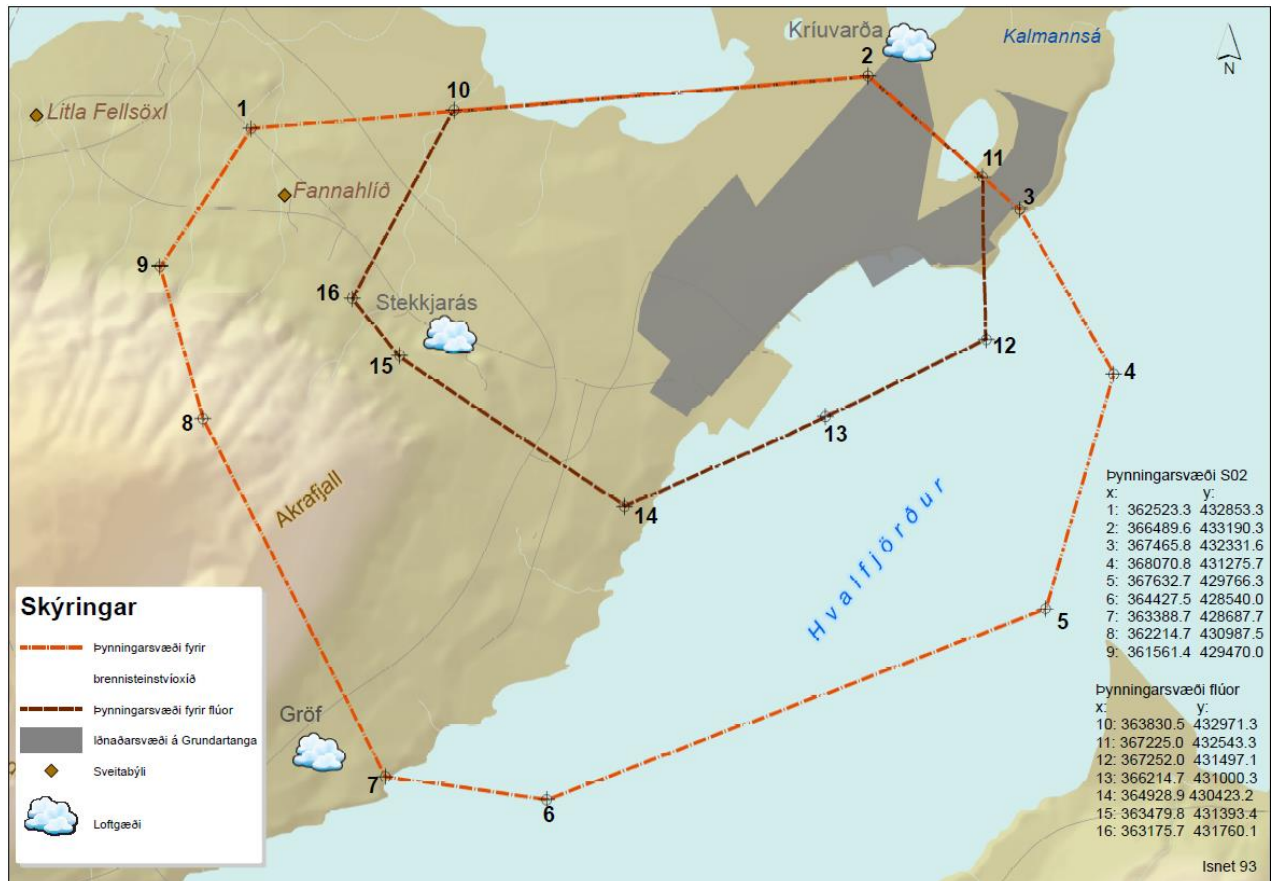 Kríuvarða
Kalmannsá
N
2
10
1
Litla Fellsöxl
Fannahlíð
11
3
9
16
Stekkjarás
15
12
4
8
13
Akrafjall
14
Hvalfjörður
5
Þynningarsvæði S02
x: y:
1: 362523.3 432853.3
2: 366489.6 433190.3
3: 367465.8 432331.6
4: 368070.8 431275.7
5: 367632.7 429766.3
6: 364427.5 428540.0
7: 363388.7 428687.7
8: 362214.7 430987.5
9: 361561.4 429470.0
Þynningarsvæði flúor
x: y:
10: 363830.5 432971.3
11: 367225.0 432543.3
12: 367252.0 431497.1
13: 366214.7 431000.3
14: 364928.9 430423.2
15: 363479.8 431393.4
16: 363175.7 431760.1
Isnet 93
Skýringar
Þynningarsvæði fyrir
brennisteinstvíoxíð
Þynningarsvæði fyrir flúor
Iðnaðarsvæði á Grundartanga
Sveitabýli
Loftgæði
Gröf
7
6